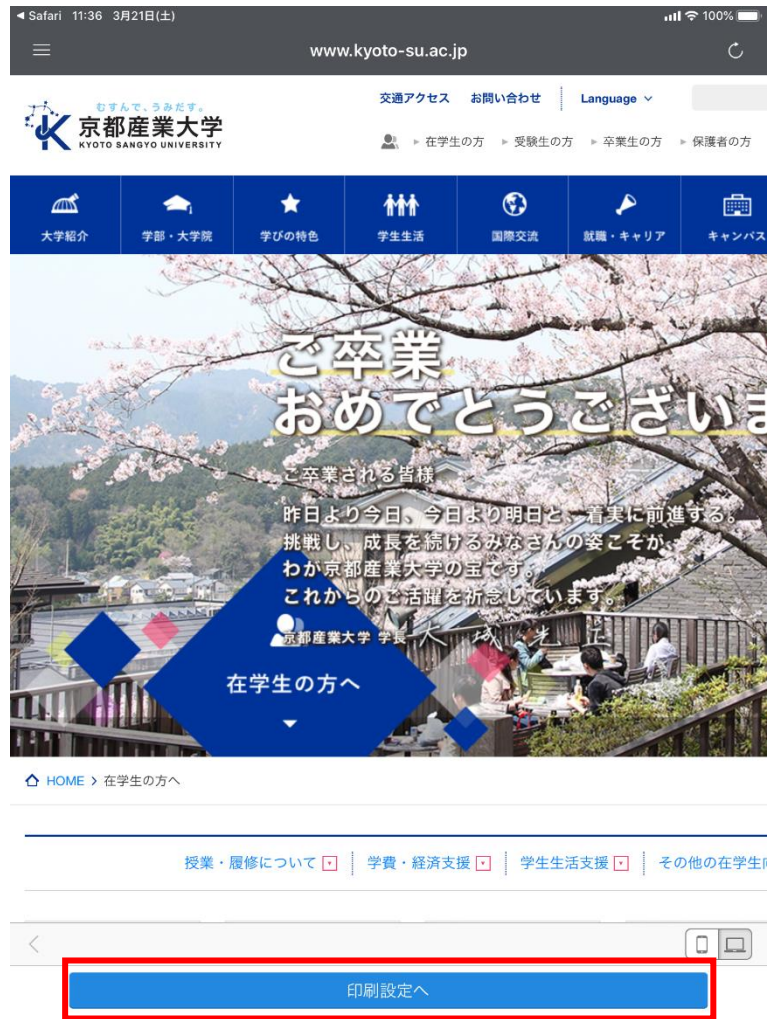 Safari 11:36 3月21日(土) 100%
www.kyoto-su.ac.jp
むすんで、うみだす。
京都産業大学
KYOTO SANGYO UNIVERSITY
交通アクセス お問い合わせ Language
在学生の方 受験生の方 卒業生の方 保護者の方
大学紹介 学部・大学院 学びの特色 学生生活 国際交流 就職・キャリア キャンパス
ご卒業
おめでとうございま
ご卒業される皆様
昨日より今日、今日より明日と、着実に前進する。
挑戦し、成長を続けるみなさんの姿こそが、
わが京都産業大学の宝です。
これからのご活躍を祈念しています。
京都産業大学 学長 大城光正
在学生の方へ
HOME > 在学生の方へ
授業・履修について 学費・経済支援 学生生活支援 その他の在学生
印刷設定へ